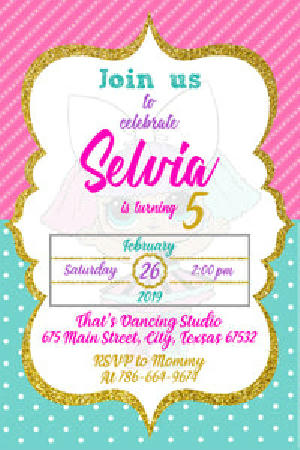 Join us
to
celebrate
Selvia
is turning 5
February
Saturday 26 2:00 pm
2019
That's Dancing Studio
675 Main Street, City, Texsas 67532
RSVP to Mommy
At 786-664-9674